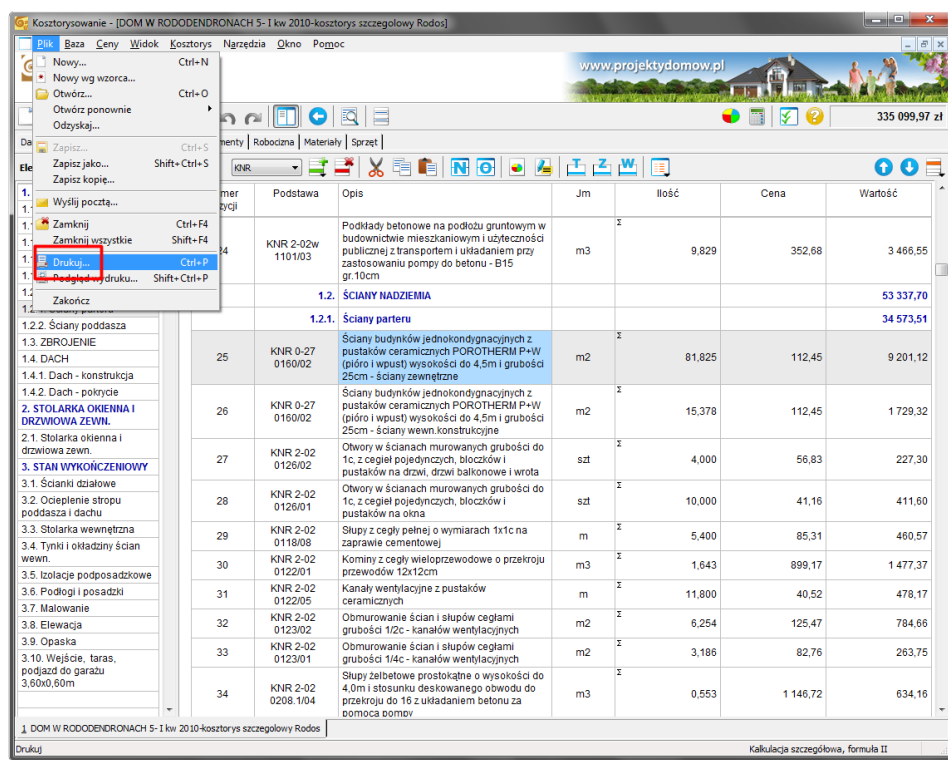 Kosztorysowanie - [DOM W RODODENDRONACH 5- I kw 2010-kosztorys szczegolowy Rodos]
Plik Baza Ceny Widok Kosztorys Narzędzia Okno Pomoc
www.projektydomow.pl
Nowy... Ctrl+N
Nowy wg wzorca...
Otwórz... Ctrl+O
Otwórz ponownie
Odzyskaj...
Zapisz... Ctrl+S
Zapisz jako... Shift+Ctrl+S
Zapisz kopię...
Wyślij pocztą...
Zamknij Ctrl+F4
Zamknij wszystkie Shift+F4
Drukuj... Ctrl+P
Podgląd wydruku... Shift+Ctrl+P
Zakończ
335 099,97 zł
Robocizna Materiały Sprzęt
KNR
Podstawa Opis Jm Ilość Cena Wartość
KNR 2-02w
1101/03
Podkłady betonowe na podłożu gruntowym w
budownictwie mieszkaniowym i użyteczności
publicznej z transportem i układaniem przy
zastosowaniu pompy do betonu - B15
gr.10cm
m3 Σ 9,829 352,68 3 466,55
1.2. ŚCIANY NADZIEMIA 53 337,70
1.2.1. Ściany parteru 34 573,51
25
KNR 0-27
0160/02
Ściany budynków jednokondygnacyjnych z
pustaków ceramicznych POROTHERM P+W
(pióro i wpust) wysokości do 4,5m i grubości
25cm - ściany zewnętrzne
m2 Σ 81,825 112,45 9 201,12
26
KNR 0-27
0160/02
Ściany budynków jednokondygnacyjnych z
pustaków ceramicznych POROTHERM P+W
(pióro i wpust) wysokości do 4,5m i grubości
25cm - ściany wewn.konstrukcyjne
m2 Σ 15,378 112,45 1 729,32
27
KNR 2-02
0126/02
Otwory w ścianach murowanych grubości do
1c, z cegieł pojedynczych, bloczków i
pustaków na drzwi, drzwi balkonowe i wrota
szt Σ 4,000 56,83 227,30
28
KNR 2-02
0126/01
Otwory w ścianach murowanych grubości do
1c, z cegieł pojedynczych, bloczków i
pustaków na okna
szt Σ 10,000 41,16 411,60
29
KNR 2-02
0118/08
Słupy z cegły pełnej o wymiarach 1x1c na
zaprawie cementowej
m Σ 5,400 85,31 460,57
30
KNR 2-02
0122/01
Kominy z cegły wieloprzewodowe o przekroju
przewodów 12x12cm
m3 Σ 1,643 899,17 1 477,37
31
KNR 2-02
0122/05
Kanały wentylacyjne z pustaków
ceramicznych
m Σ 11,800 40,52 478,17
32
KNR 2-02
0123/02
Obmurowanie ścian i słupów cegłami
grubości 1/2c - kanałów wentylacyjnych
m2 Σ 6,254 125,47 784,66
33
KNR 2-02
0123/01
Obmurowanie ścian i słupów cegłami
grubości 1/4c - kanałów wentylacyjnych
m2 Σ 3,186 82,76 263,75
34
KNR 2-02
0208.1/04
Słupy żelbetowe prostokątne o wysokości do
4,0m i stosunku deskowanego obwodu do
przekroju do 16 z układaniem betonu za
pomocą pompy
m3 Σ 0,553 1 146,72 634,16
1.2.2. Ściany poddasza
1.3. ZBROJENIE
1.4. DACH
1.4.1. Dach - konstrukcja
1.4.2. Dach - pokrycie
2. STOLARKA OKIENNA I
DRZWIOWA ZEWN.
2.1. Stolarka okienna i
drzwiowa zewn.
3. STAN WYKOŃCZENIOWY
3.1. Ścianki działowe
3.2. Ocieplenie stropu
poddasza i dachu
3.3. Stolarka wewnętrzna
3.4. Tynki i okładziny ścian
wewn.
3.5. Izolacje podposadzkowe
3.6. Podłogi i posadzki
3.7. Malowanie
3.8. Elewacja
3.9. Opaska
3.10. Wejście, taras,
podjazd do garażu
3,60x0,60m
1 DOM W RODODENDRONACH 5- I kw 2010-kosztorys szczegolowy Rodos
Drukuj Kalkulacja szczegółowa, formuła II